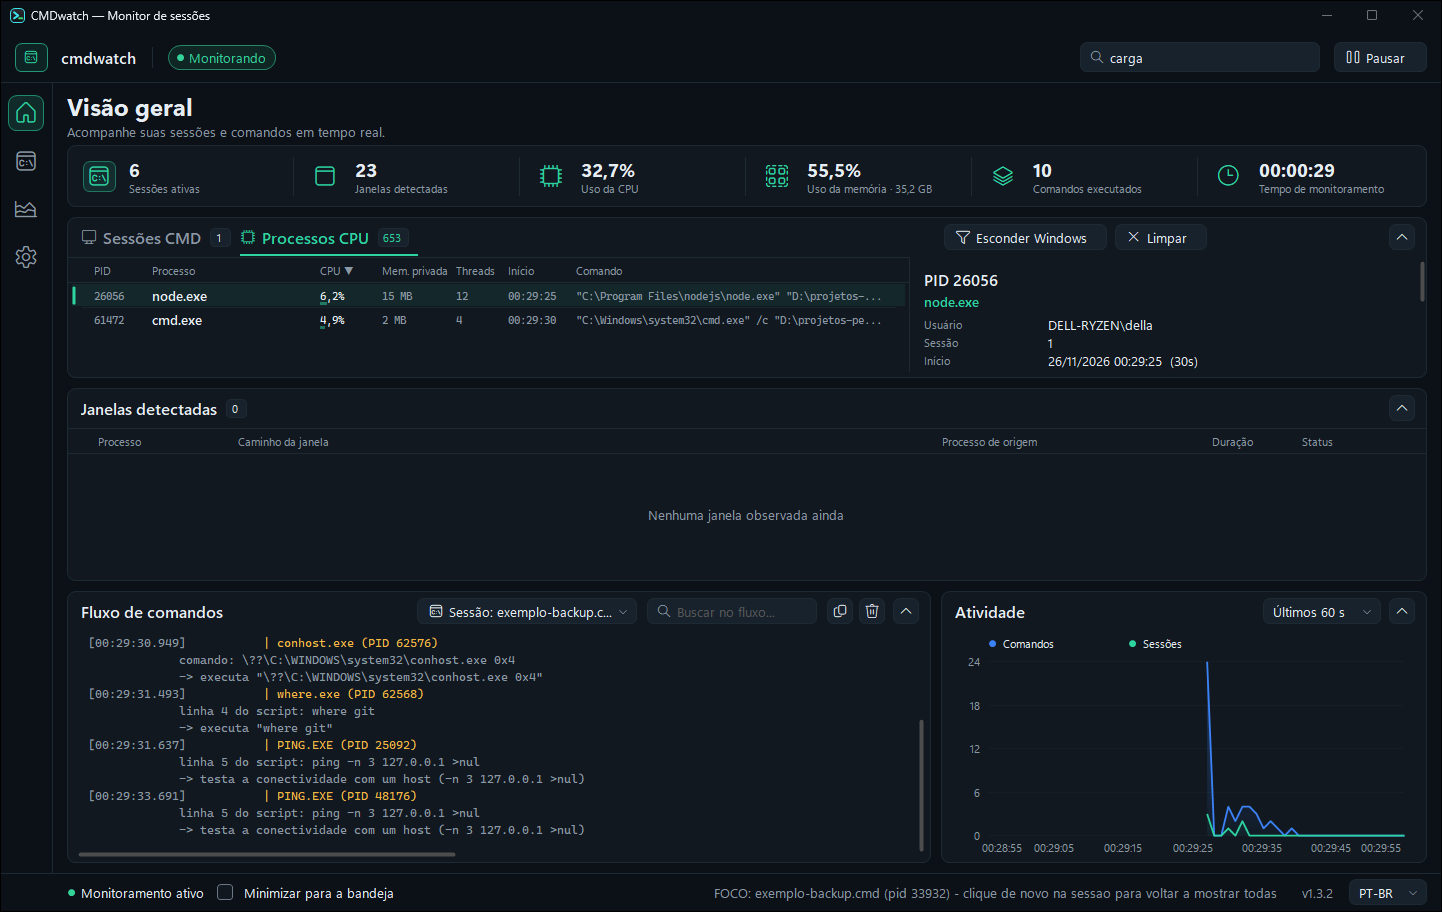 CMDwatch — Monitor de sessões
cmdwatch
Monitorando
carga
Pausar
Visão geral
Acompanhe suas sessões e comandos em tempo real.
C:\
6
Sessões ativas
23
Janelas detectadas
32,7%
Uso da CPU
55,5%
Uso da memória · 35,2 GB
10
Comandos executados
00:00:29
Tempo de monitoramento
Sessões CMD 1
Processos CPU 653
Esconder Windows
Limpar
PID Processo CPU ▼ Mem. privada Threads Início Comando
26056 node.exe 6,2% 15 MB 12 00:29:25 "C:\Program Files\nodejs\node.exe" "D:\projetos-...
61472 cmd.exe 4,9% 2 MB 4 00:29:30 "C:\Windows\system32\cmd.exe" /c "D:\projetos-pe...
PID 26056
node.exe
Usuário DELL-RYZEN\della
Sessão 1
Início 26/11/2026 00:29:25 (30s)
Janelas detectadas 0
Processo Caminho da janela Processo de origem Duração Status
Nenhuma janela observada ainda
Fluxo de comandos
Sessão: exemplo-backup.c...
Buscar no fluxo...
[00:29:30.949] | conhost.exe (PID 62576)
comando: \??\C:\WINDOWS\system32\conhost.exe 0x4
-> executa "\??\C:\WINDOWS\system32\conhost.exe 0x4"
[00:29:31.493] | where.exe (PID 62568)
linha 4 do script: where git
-> executa "where git"
[00:29:31.637] | PING.EXE (PID 25092)
linha 5 do script: ping -n 3 127.0.0.1 >nul
-> testa a conectividade com um host (-n 3 127.0.0.1 >nul)
[00:29:33.691] | PING.EXE (PID 48176)
linha 5 do script: ping -n 3 127.0.0.1 >nul
-> testa a conectividade com um host (-n 3 127.0.0.1 >nul)
Atividade
Últimos 60 s
Comandos
Sessões
24
18
12
6
0
00:28:55 00:29:05 00:29:15 00:29:25 00:29:35 00:29:45 00:29:55
Monitoramento ativo
Minimizar para a bandeja
FOCO: exemplo-backup.cmd (pid 33932) - clique de novo na sessao para voltar a mostrar todas
v1.3.2
PT-BR